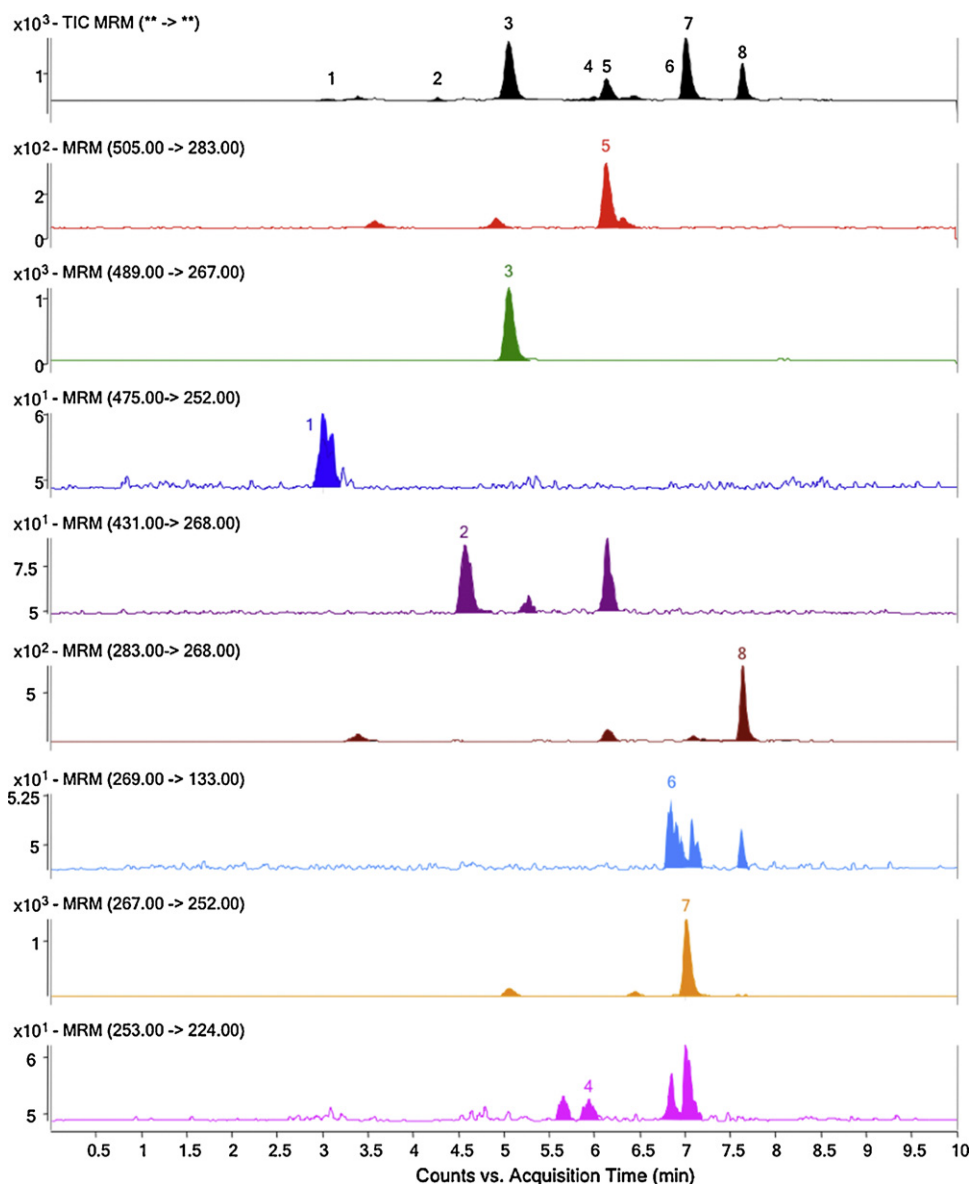 x10³ - TIC MRM (** -> **)
1 2 3 4 5 6 7 8
1
x10² - MRM (505.00 -> 283.00)
5
2
0
x10³ - MRM (489.00 -> 267.00)
3
1
0
x10¹ - MRM (475.00-> 252.00)
6
1
5
x10¹ - MRM (431.00 -> 268.00)
2
7.5
5
x10² - MRM (283.00 -> 268.00)
8
5
x10¹ - MRM (269.00 -> 133.00)
5.25
6
5
x10³ - MRM (267.00 -> 252.00)
7
1
x10¹ - MRM (253.00 -> 224.00)
6
4
5
0.5 1 1.5 2 2.5 3 3.5 4 4.5 5 5.5 6 6.5 7 7.5 8 8.5 9 9.5 10
Counts vs. Acquisition Time (min)